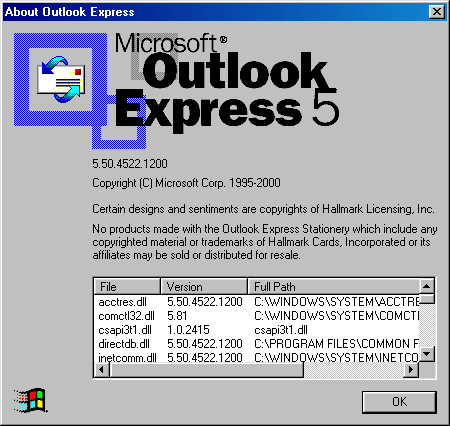 About Outlook Express
Microsoft®
Outlook
Express 5
5.50.4522.1200
Copyright (C) Microsoft Corp. 1995-2000
Certain designs and sentiments are copyrights of Hallmark Licensing, Inc.
No products made with the Outlook Express Stationery which include any
copyrighted material or trademarks of Hallmark Cards, Incorporated or its
affiliates may be sold or distributed for resale.
File Version Full Path
acctres.dll 5.50.4522.1200 C:\WINDOWS\SYSTEM\ACCTRE
comctl32.dll 5.81 C:\WINDOWS\SYSTEM\COMCTI
csapi3t1.dll 1.0.2415 csapi3t1.dll
directdb.dll 5.50.4522.1200 C:\PROGRAM FILES\COMMON F
inetcomm.dll 5.50.4522.1200 C:\WINDOWS\SYSTEM\INETCO
OK